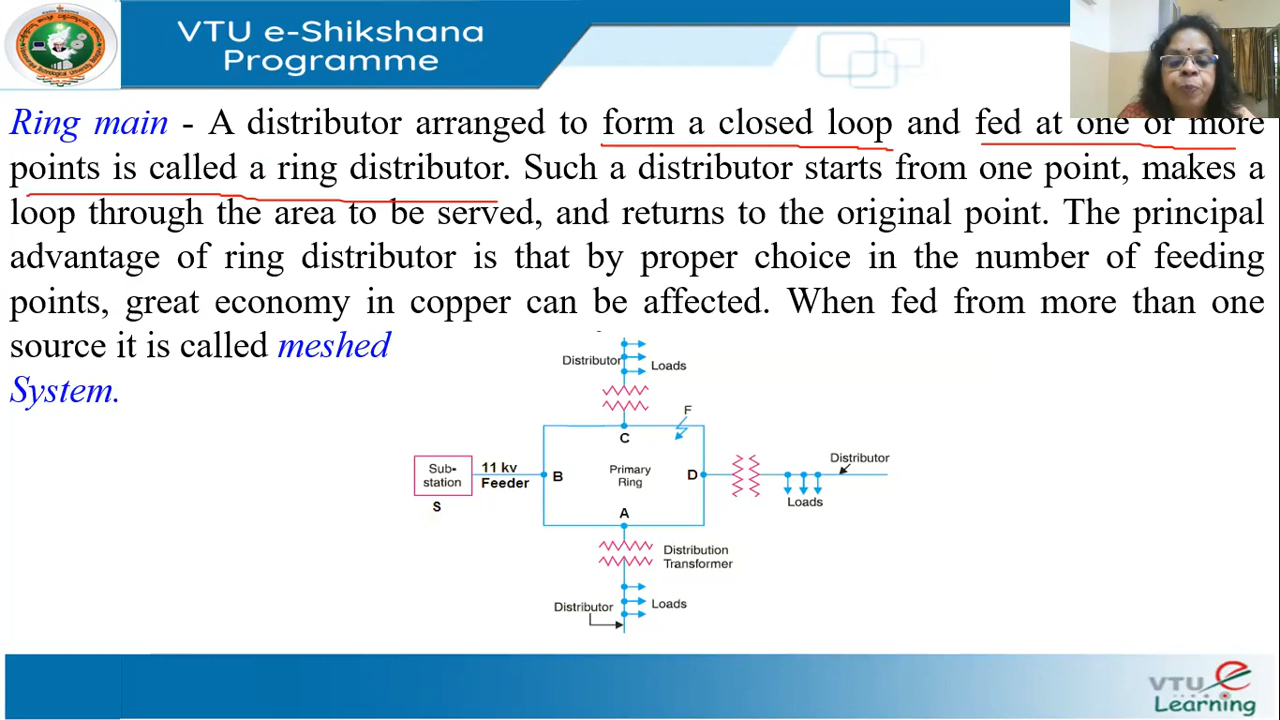 VTU e-Shikshana
Programme
Ring main - A distributor arranged to form a closed loop and fed at one or more
points is called a ring distributor. Such a distributor starts from one point, makes a
loop through the area to be served, and returns to the original point. The principal
advantage of ring distributor is that by proper choice in the number of feeding
points, great economy in copper can be affected. When fed from more than one
source it is called meshed
System.
Distributor
Loads
F
C
Sub-
station
S
11 kv
Feeder
B
Primary
Ring
D
Distributor
Loads
A
Distribution
Transformer
Distributor
Loads
VTU e
Learning